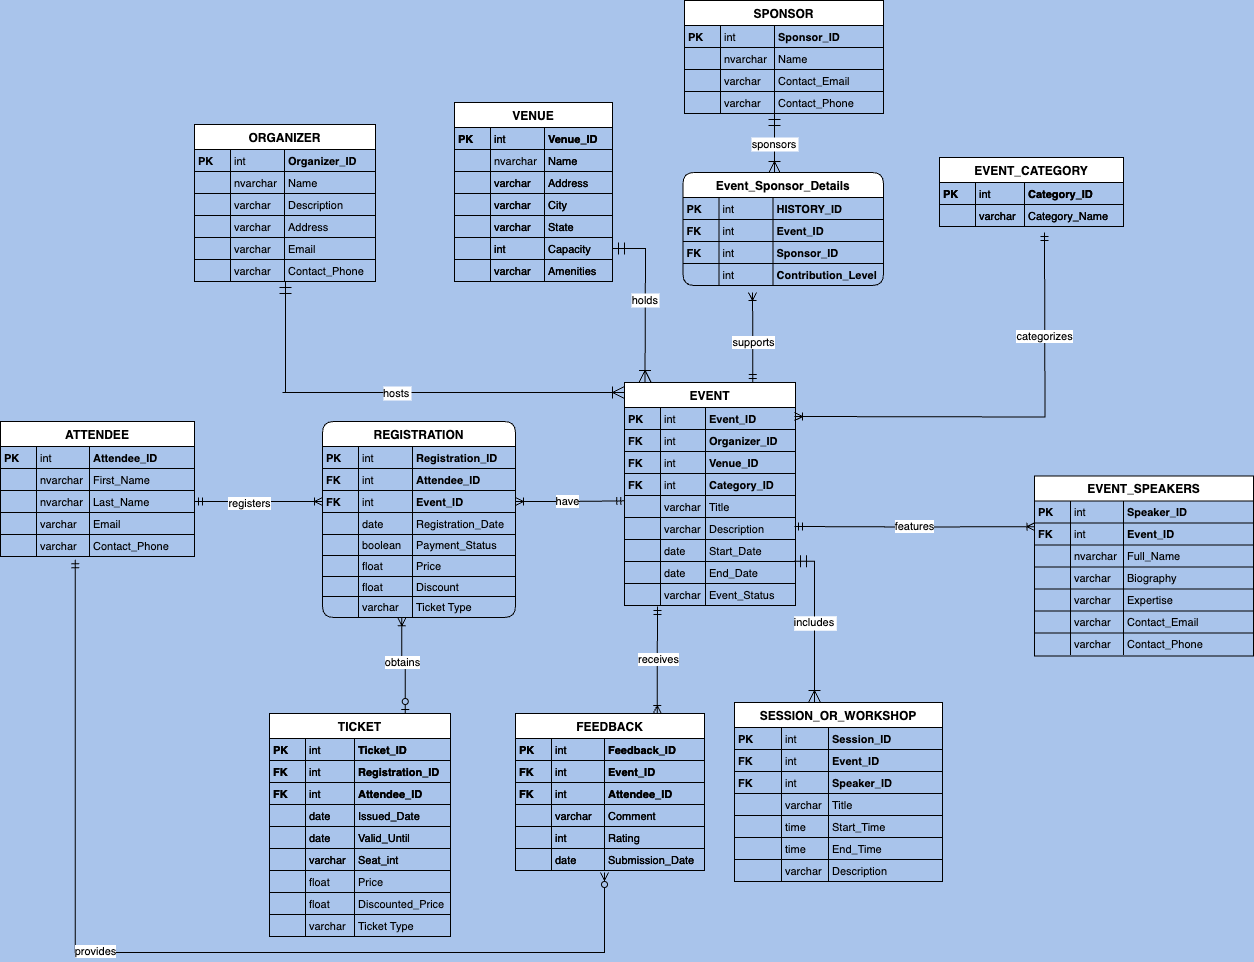 SPONSOR
PK int Sponsor_ID
nvarchar Name
varchar Contact_Email
varchar Contact_Phone
sponsors
VENUE
PK int Venue_ID
nvarchar Name
varchar Address
varchar City
varchar State
int Capacity
varchar Amenities
ORGANIZER
PK int Organizer_ID
nvarchar Name
varchar Description
varchar Address
varchar Email
varchar Contact_Phone
EVENT_CATEGORY
PK int Category_ID
varchar Category_Name
Event_Sponsor_Details
PK int HISTORY_ID
FK int Event_ID
FK int Sponsor_ID
int Contribution_Level
holds
supports
categorizes
hosts
EVENT
PK int Event_ID
FK int Organizer_ID
FK int Venue_ID
FK int Category_ID
varchar Title
varchar Description
date Start_Date
date End_Date
varchar Event_Status
ATTENDEE
PK int Attendee_ID
nvarchar First_Name
nvarchar Last_Name
varchar Email
varchar Contact_Phone
registers
REGISTRATION
PK int Registration_ID
FK int Attendee_ID
FK int Event_ID
date Registration_Date
boolean Payment_Status
float Price
float Discount
varchar Ticket Type
have
features
EVENT_SPEAKERS
PK int Speaker_ID
FK int Event_ID
nvarchar Full_Name
varchar Biography
varchar Expertise
varchar Contact_Email
varchar Contact_Phone
includes
receives
obtains
TICKET
PK int Ticket_ID
FK int Registration_ID
FK int Attendee_ID
date Issued_Date
date Valid_Until
varchar Seat_int
float Price
float Discounted_Price
varchar Ticket Type
FEEDBACK
PK int Feedback_ID
FK int Event_ID
FK int Attendee_ID
varchar Comment
int Rating
date Submission_Date
SESSION_OR_WORKSHOP
PK int Session_ID
FK int Event_ID
FK int Speaker_ID
varchar Title
time Start_Time
time End_Time
varchar Description
provides